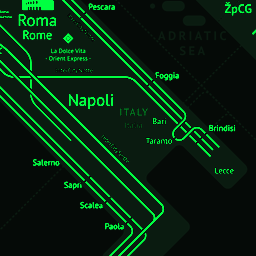 Pescara
ŽpCG
Roma
Rome
ADRIATIC
SEA
La Dolce Vita
- Orient Express -
Foggia
Napoli
ITALY
Bari
Brindisi
Taranto
Salerno
Lecce
Sapri
Scalea
Paola